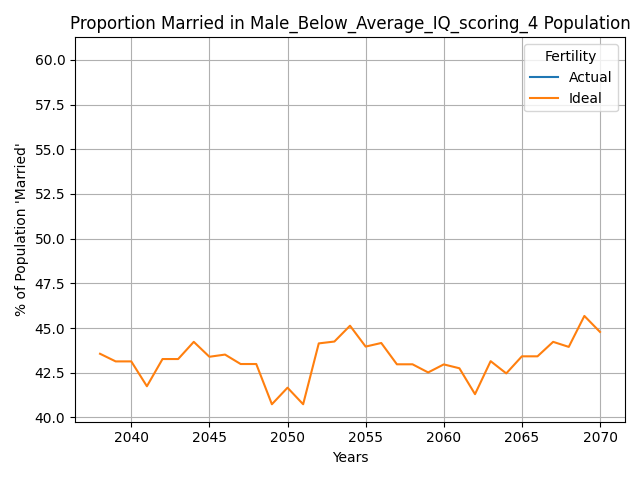 Proportion Married in Male_Below_Average_IQ_scoring_4 Population
Fertility
Actual
Ideal
60.0
57.5
55.0
52.5
50.0
47.5
45.0
42.5
40.0
% of Population 'Married'
2040 2045 2050 2055 2060 2065 2070
Years